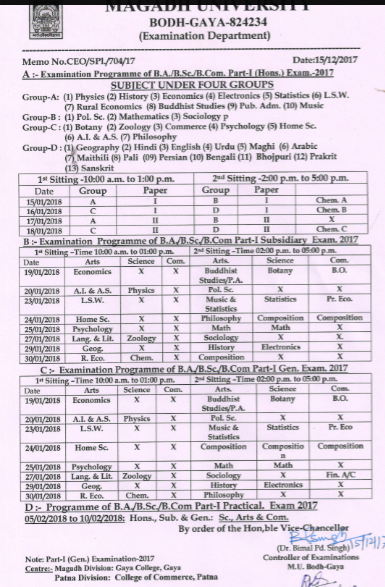 MAGADH UNIVERSITY
BODH-GAYA-824234
(Examination Department)
Memo No.CEO/SPL/704/17 Date:15/12/2017
A :- Examination Programme of B.A./B.Sc./B.Com. Part-I (Hons.) Exam.-2017
SUBJECT UNDER FOUR GROUPS
Group-A: (1) Physics (2) History (3) Economics (4) Electronics (5) Statistics (6) L.S.W.
(7) Rural Economics (8) Buddhist Studies (9) Pub. Adm. (10) Music
Group-B : (1) Pol. Sc. (2) Mathematics (3) Sociology p
Group-C : (1) Botany (2) Zoology (3) Commerce (4) Psychology (5) Home Sc.
(6) A.I. & A.S. (7) Philosophy
Group-D : (1) Geography (2) Hindi (3) English (4) Urdu (5) Maghi (6) Arabic
(7) Maithili (8) Pali (09) Persian (10) Bengali (11) Bhojpuri (12) Prakrit
(13) Sanskrit
1st Sitting -10:00 a.m. to 1:00 p.m. 2nd Sitting -2:00 p.m. to 5:00 p.m.
Date Group Paper Group Paper
15/01/2018 A I B I Chem. A
16/01/2018 C I D I Chem. B
17/01/2018 A II B II X
18/01/2018 C II D II Chem. C
B :- Examination Programme of B.A./B.Sc/B.Com Part-I Subsidiary Exam. 2017
1st Sitting –Time 10:00 am to 01:00 pm. 2nd Sitting –Time 02:00 pm to 05:00 pm.
Date Arts Science Com. Arts. Science. Com.
19/01/2018 Economics X X Buddhist Studies/P.A. Botany B.O.
20/01/2018 A.I. & A.S. Physics X Pol. Sc. X X
23/01/2018 L.S.W. X X Music & Statistics Statistics Pr. Eco.
24/01/2018 Home Sc. X X Philosophy Composition Composition
25/01/2018 Psychology X X Math Math X
27/01/2018 Lang. & Lit. Zoology X Sociology X X
29/01/2018 Geog. X X History Electronics X
30/01/2018 R. Eco. Chem. X Composition X X
C :- Examination Programme of B.A./B.Sc/B.Com Part-I Gen. Exam. 2017
1st Sitting –Time 10:00 am to 01:00 pm. 2nd Sitting –Time 02:00 pm to 05:00 pm.
Date Arts Science Com. Arts. Science. Com.
19/01/2018 Economics X X Buddhist Studies/P.A. Botany B.O.
20/01/2018 A.I. & A.S. Physics X Pol. Sc. X X
23/01/2018 L.S.W. X X Music & Statistics Statistics Pr. Eco
24/01/2018 Home Sc. X X Composition Composition Composition
25/01/2018 Psychology X X Math Math X
27/01/2018 Lang. & Lit. Zoology X Sociology X Fin. A/C
29/01/2018 Geog. X X History Electronics X
30/01/2018 R. Eco. Chem. X Philosophy X X
D :- Programme of B.A./B.Sc/B.Com Part-I Practical. Exam 2017
05/02/2018 to 10/02/2018: Hons., Sub. & Gen.: Sc., Arts & Com.
By order of the Hon,ble Vice-Chancellor
15/12/17
(Dr. Bimal Pd. Singh)
Note: Part-I (Gen.) Examination-2017 Controller of Examinations
Centre:- Magadh Division: Gaya College, Gaya M.U. Bodh-Gaya
Patna Division: College of Commerce, Patna